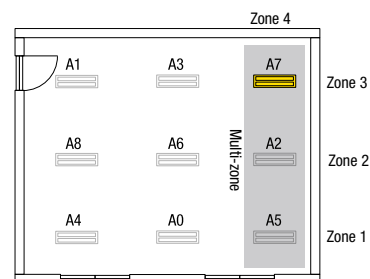 Zone 4
A1 A3 A7 Zone 3
A8 A6 A2 Zone 2
Multi-zone
A4 A0 A5 Zone 1